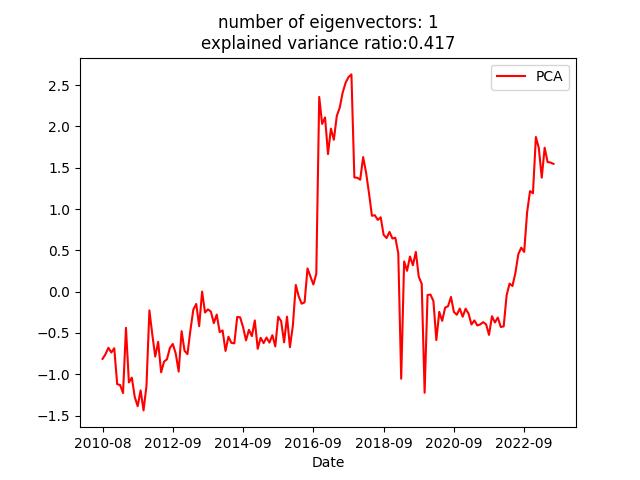 number of eigenvectors: 1
explained variance ratio:0.417
PCA
2.5
2.0
1.5
1.0
0.5
0.0
−0.5
−1.0
−1.5
2010-08 2012-09 2014-09 2016-09 2018-09 2020-09 2022-09
Date